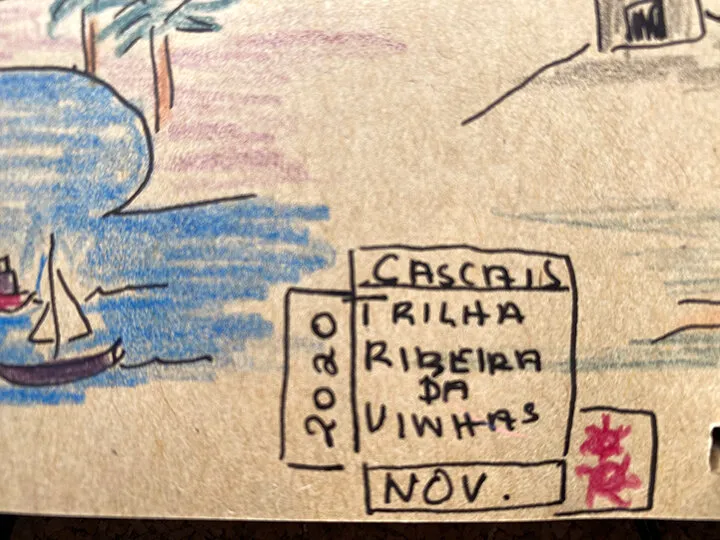 CASCAIS
TRILHA
RIBEIRA
DA
VINHAS
2020
NOV.